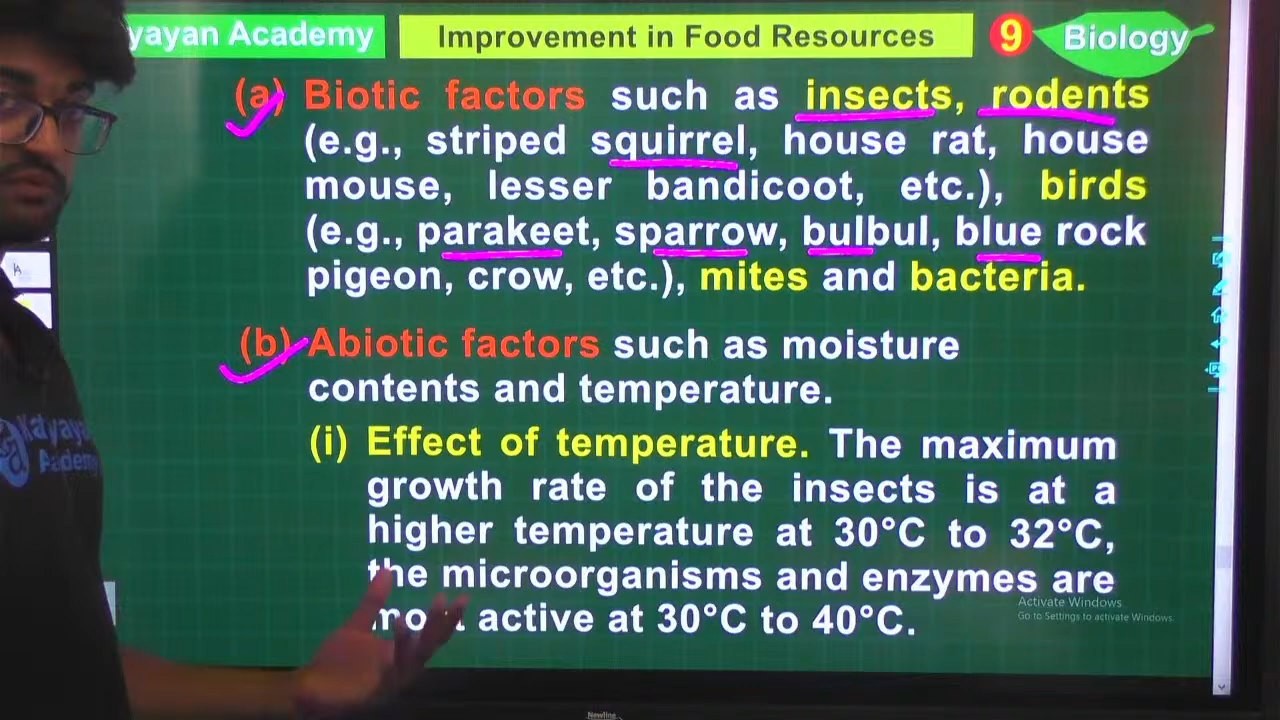 yayan Academy
Improvement in Food Resources
9
Biology
(a) Biotic factors such as insects, rodents
(e.g., striped squirrel, house rat, house
mouse, lesser bandicoot, etc.), birds
(e.g., parakeet, sparrow, bulbul, blue rock
pigeon, crow, etc.), mites and bacteria.
(b) Abiotic factors such as moisture
contents and temperature.
(i) Effect of temperature. The maximum
growth rate of the insects is at a
higher temperature at 30°C to 32°C,
the microorganisms and enzymes are
most active at 30°C to 40°C.
Activate Windows
Go to Settings to activate Windows.
Katyaya
Academy
Newline